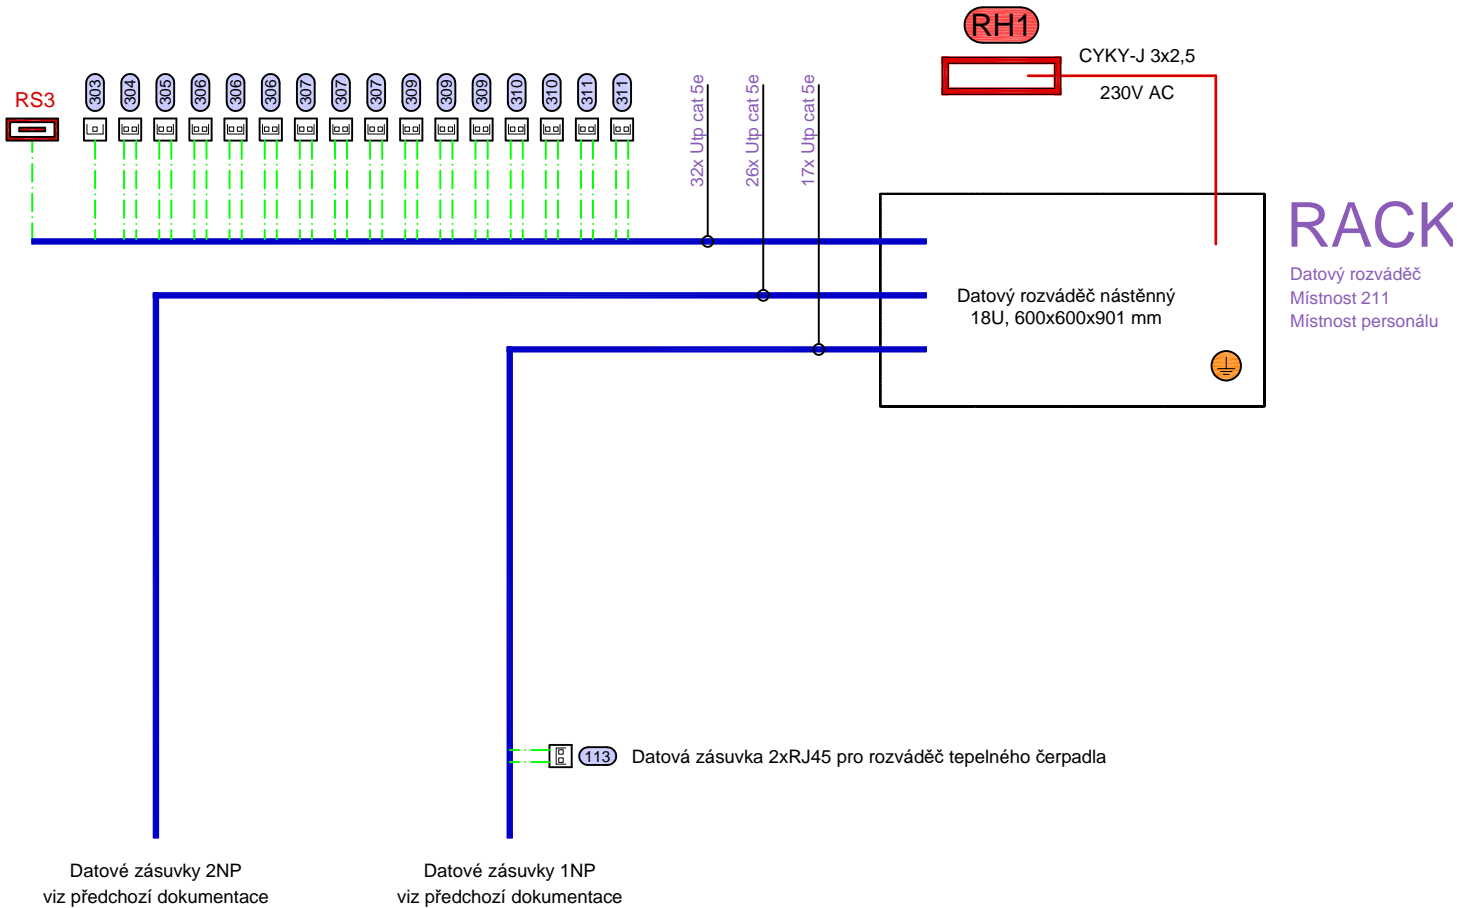 RH1
CYKY-J 3x2,5
230V AC
RS3
303
304
305
306
306
306
307
307
307
309
309
309
310
310
311
311
32x Utp cat 5e
26x Utp cat 5e
17x Utp cat 5e
RACK
Datový rozváděč
Místnost 211
Místnost personálu
Datový rozváděč nástěnný
18U, 600x600x901 mm
113
Datová zásuvka 2xRJ45 pro rozváděč tepelného čerpadla
Datové zásuvky 2NP
viz předchozí dokumentace
Datové zásuvky 1NP
viz předchozí dokumentace